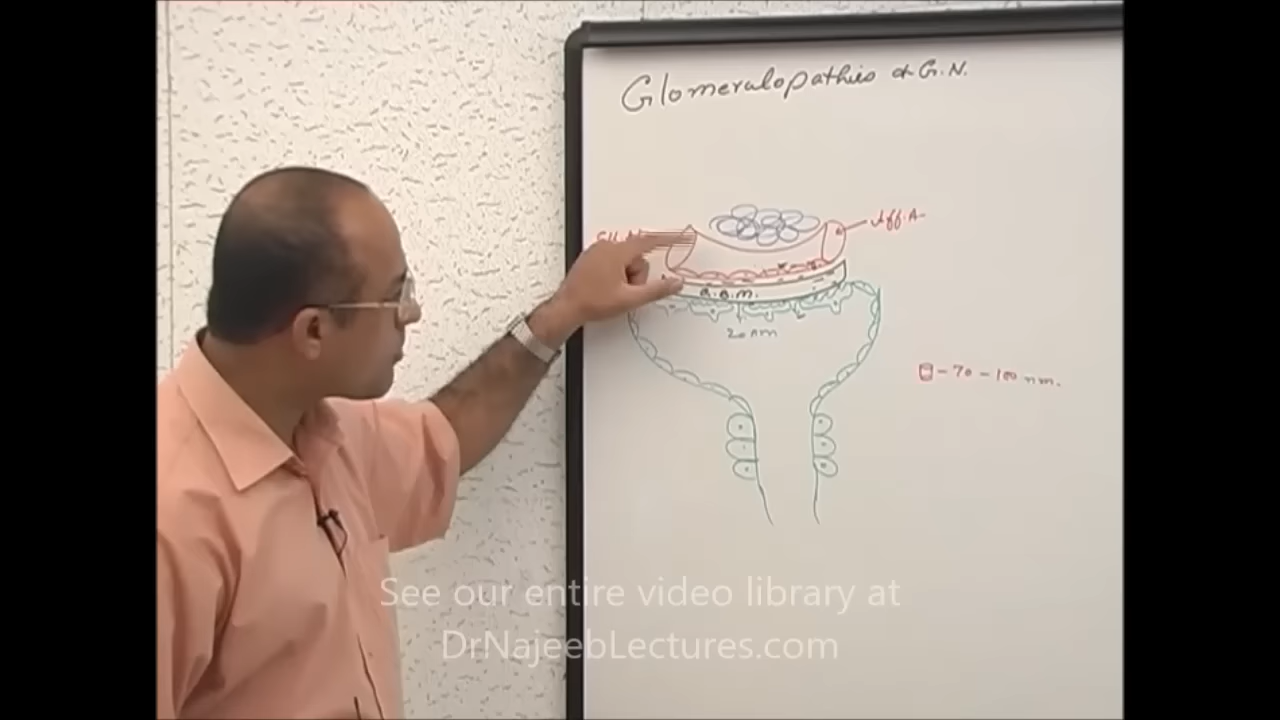 Glomerulopathies & G.N.
Aff. A
G.B.M.
20 nm
- 70 - 100 nm.
See our entire video library at
DrNajeebLectures.com